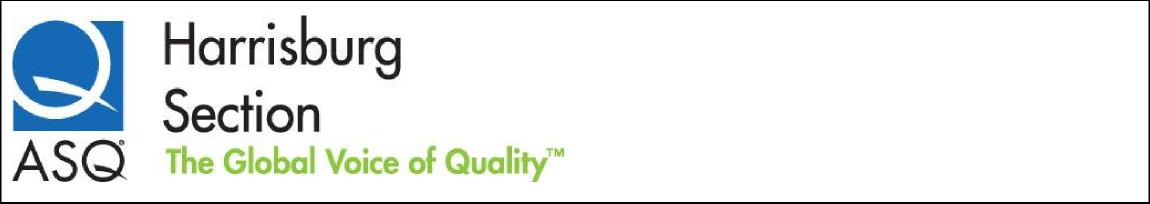 Harrisburg
Section
ASQ®
The Global Voice of Quality™